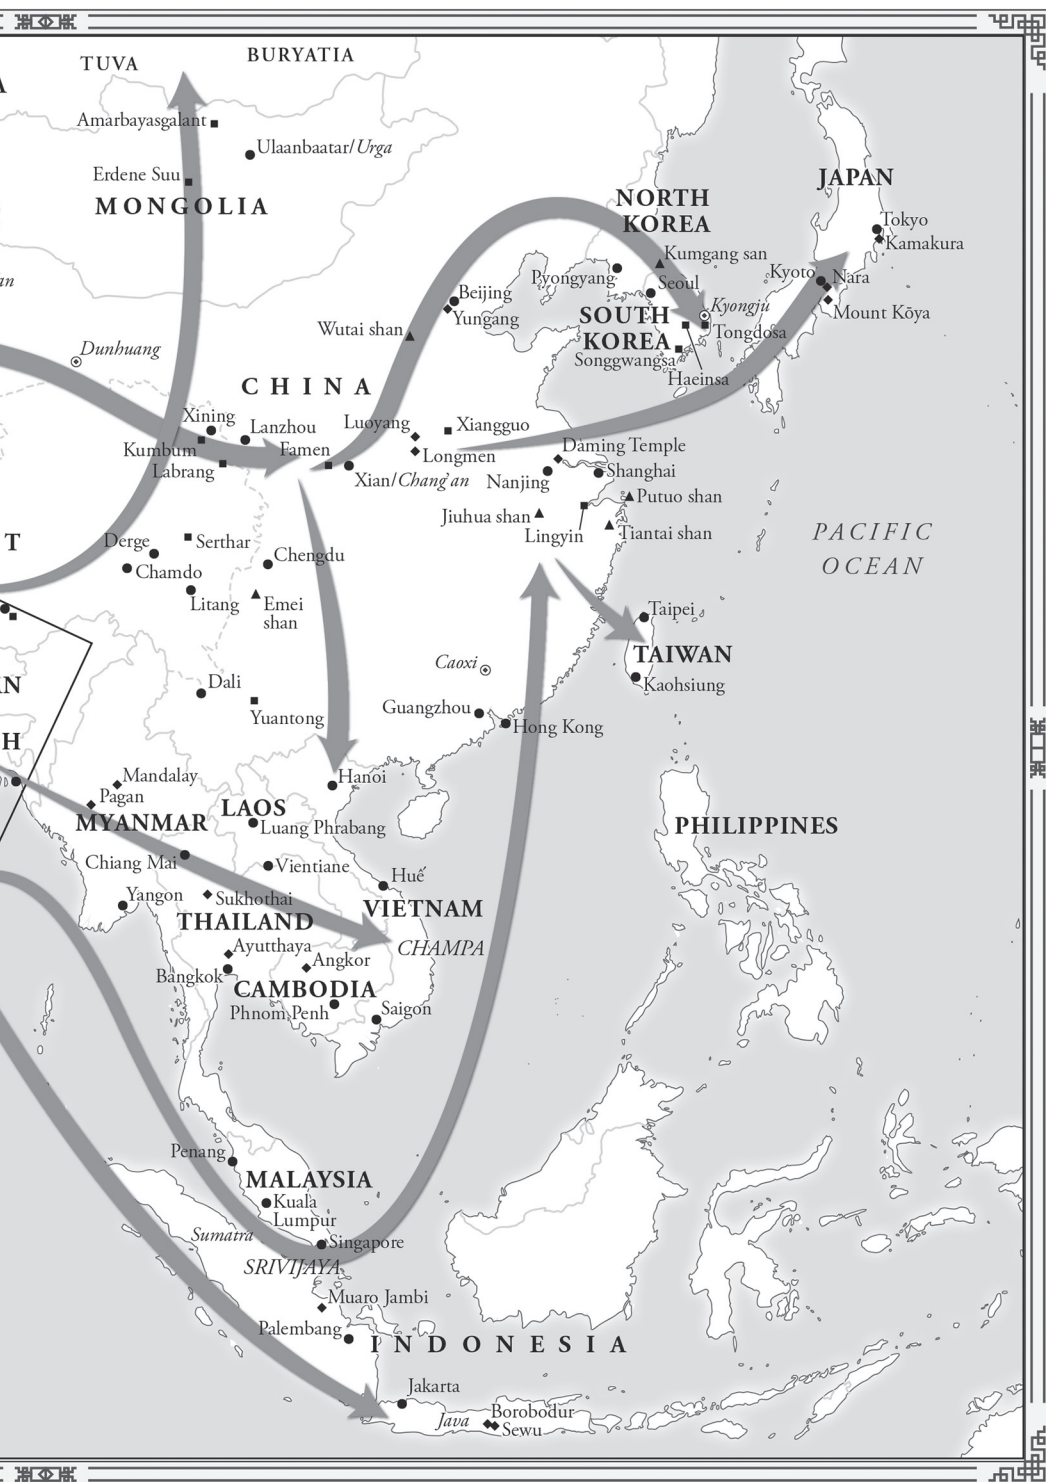 TUVA
BURYATIA
A
Amarbayasgalant
Ulaanbaatar/Urga
Erdene Suu
MONGOLIA
JAPAN
NORTH
KOREA
Tokyo
Kamakura
Kumgang san
an
Pyongyang
Seoul
Kyoto
Nara
Beijing
Yungang
Kyongju
SOUTH
KOREA
Mount Kōya
Wutai shan
Tongdosa
Songgwangsa
Dunhuang
Haeinsa
CHINA
Xining
Lanzhou
Luoyang
Xiangguo
Kumbum
Famen
Longmen
Daming Temple
Labrang
Xian/Chang'an
Nanjing
Shanghai
Putuo shan
Jiuhua shan
Lingyin
Tiantai shan
PACIFIC
OCEAN
T
Derge
Serthar
Chengdu
Chamdo
Litang
Emei
shan
Taipei
TAIWAN
Caoxi
Kaohsiung
AN
Dali
Yuantong
Guangzhou
Hong Kong
H
Mandalay
Hanoi
Pagan
MYANMAR
LAOS
Luang Phrabang
PHILIPPINES
Chiang Mai
Vientiane
Huế
Yangon
Sukhothai
VIETNAM
THAILAND
Ayutthaya
CHAMPA
Angkor
Bangkok
CAMBODIA
Phnom Penh
Saigon
Penang
MALAYSIA
Kuala
Lumpur
Sumatra
Singapore
SRIVIJAYA
Muaro Jambi
Palembang
INDONESIA
Jakarta
Java
Borobodur
Sewu